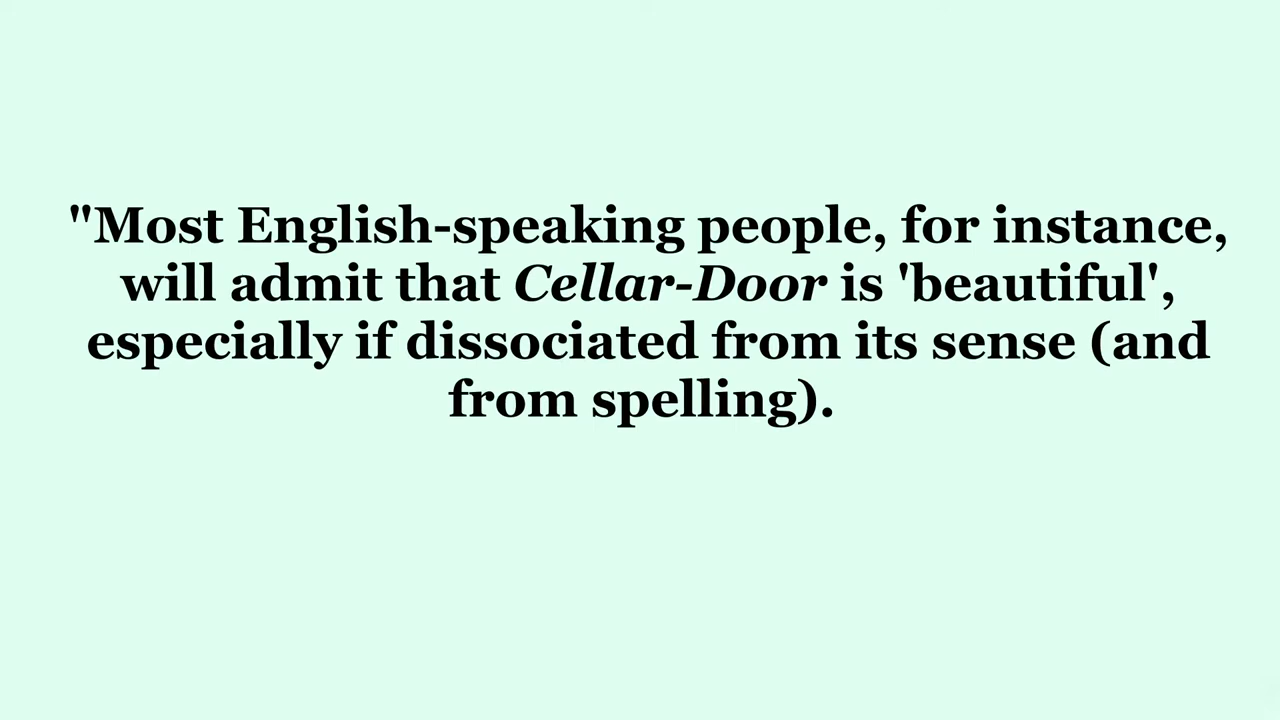 "Most English-speaking people, for instance,
will admit that Cellar-Door is 'beautiful',
especially if dissociated from its sense (and
from spelling).